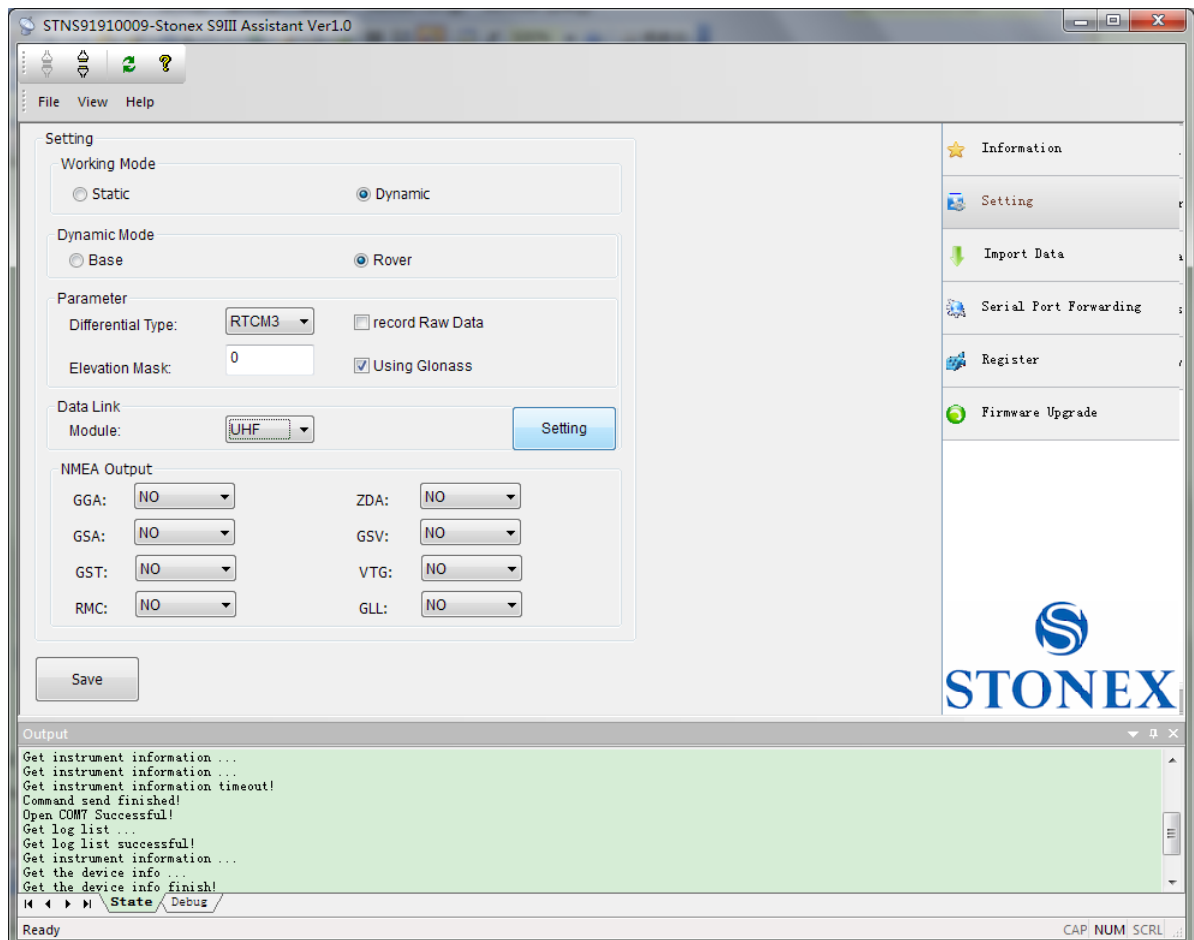 STNS91910009-Stonex S9III Assistant Ver1.0
File View Help
Setting
Working Mode
Static Dynamic
Dynamic Mode
Base Rover
Parameter
Differential Type: RTCM3 record Raw Data
Elevation Mask: 0 Using Glonass
Data Link
Module: UHF Setting
NMEA Output
GGA: NO ZDA: NO
GSA: NO GSV: NO
GST: NO VTG: NO
RMC: NO GLL: NO
Save
Information
Setting
Import Data
Serial Port Forwarding
Register
Firmware Upgrade
STONEX
Output
Get instrument information ...
Get instrument information ...
Get instrument information timeout!
Command send finished!
Open COM7 Successful!
Get log list ...
Get log list successful!
Get instrument information ...
Get the device info ...
Get the device info finish!
State Debug
Ready CAP NUM SCRL